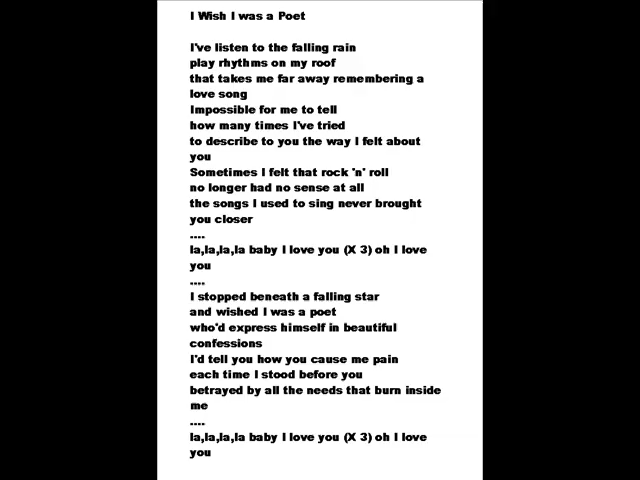 I Wish I was a Poet
I've listen to the falling rain
play rhythms on my roof
that takes me far away remembering a
love song
Impossible for me to tell
how many times I've tried
to describe to you the way I felt about
you
Sometimes I felt that rock 'n' roll
no longer had no sense at all
the songs I used to sing never brought
you closer
....
la,la,la,la baby I love you (X 3) oh I love
you
....
I stopped beneath a falling star
and wished I was a poet
who'd express himself in beautiful
confessions
I'd tell you how you cause me pain
each time I stood before you
betrayed by all the needs that burn inside
me
....
la,la,la,la baby I love you (X 3) oh I love
you